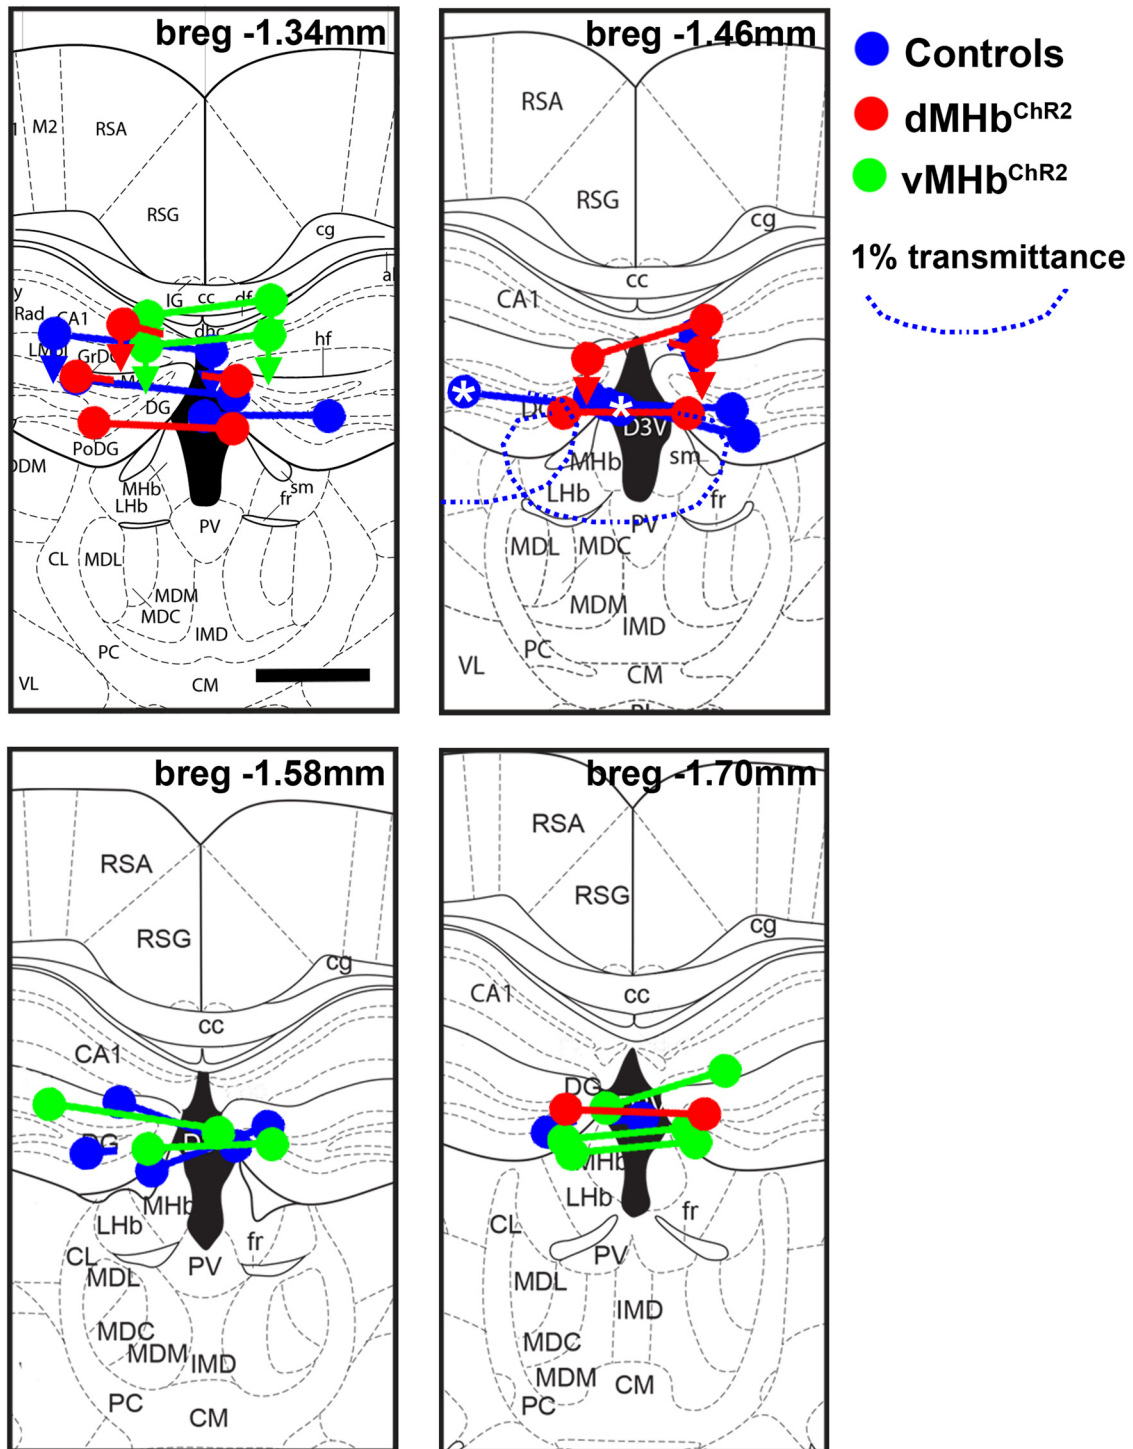 breg -1.34mm
M2
RSA
RSG
cg
IG
cc
df
Rad
CA1
dhc
hf
GrDG
DG
PoDG
MHb
LHb
sm
fr
PV
CL
MDL
MDM
MDC
IMD
PC
VL
CM
breg -1.46mm
RSA
RSG
cg
cc
CA1
*
*
D3V
MHb
sm
LHb
fr
PV
MDL
MDC
MDM
IMD
PC
VL
CM
Controls
dMHbChR2
vMHbChR2
1% transmittance
breg -1.58mm
RSA
RSG
cg
cc
CA1
DG
MHb
LHb
fr
CL
PV
MDL
MDC
MDM
IMD
PC
CM
breg -1.70mm
RSA
RSG
cg
CA1
cc
DG
MHb
LHb
fr
CL
PV
MDL
IMD
MDC
MDM
CM
PC